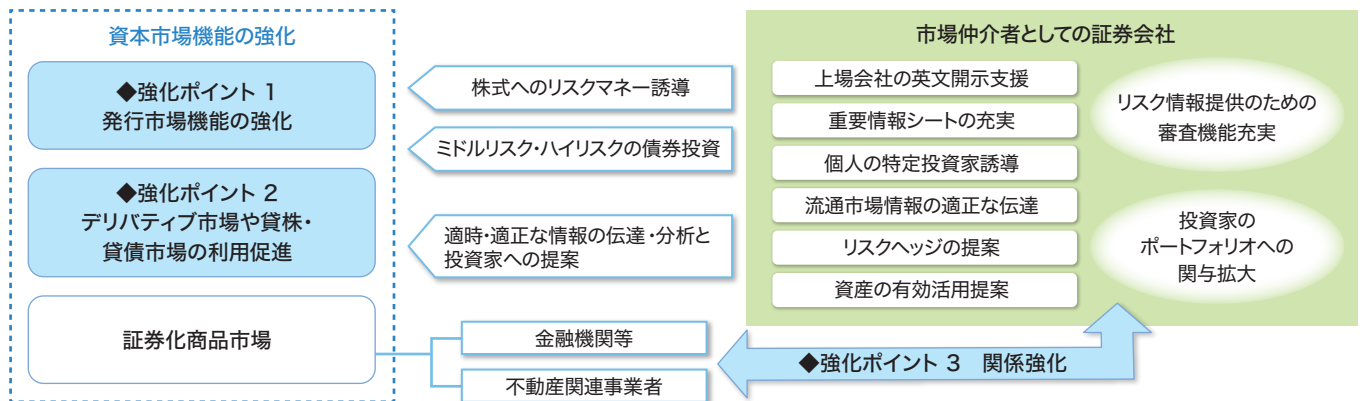 資本市場機能の強化
◆強化ポイント 1
発行市場機能の強化
◆強化ポイント 2
デリバティブ市場や貸株・
貸債市場の利用促進
証券化商品市場
株式へのリスクマネー誘導
ミドルリスク・ハイリスクの債券投資
適時・適正な情報の伝達・分析と
投資家への提案
金融機関等
不動産関連事業者
市場仲介者としての証券会社
上場会社の英文開示支援
重要情報シートの充実
個人の特定投資家誘導
流通市場情報の適正な伝達
リスクヘッジの提案
資産の有効活用提案
リスク情報提供のための
審査機能充実
投資家の
ポートフォリオへの
関与拡大
◆強化ポイント 3　関係強化